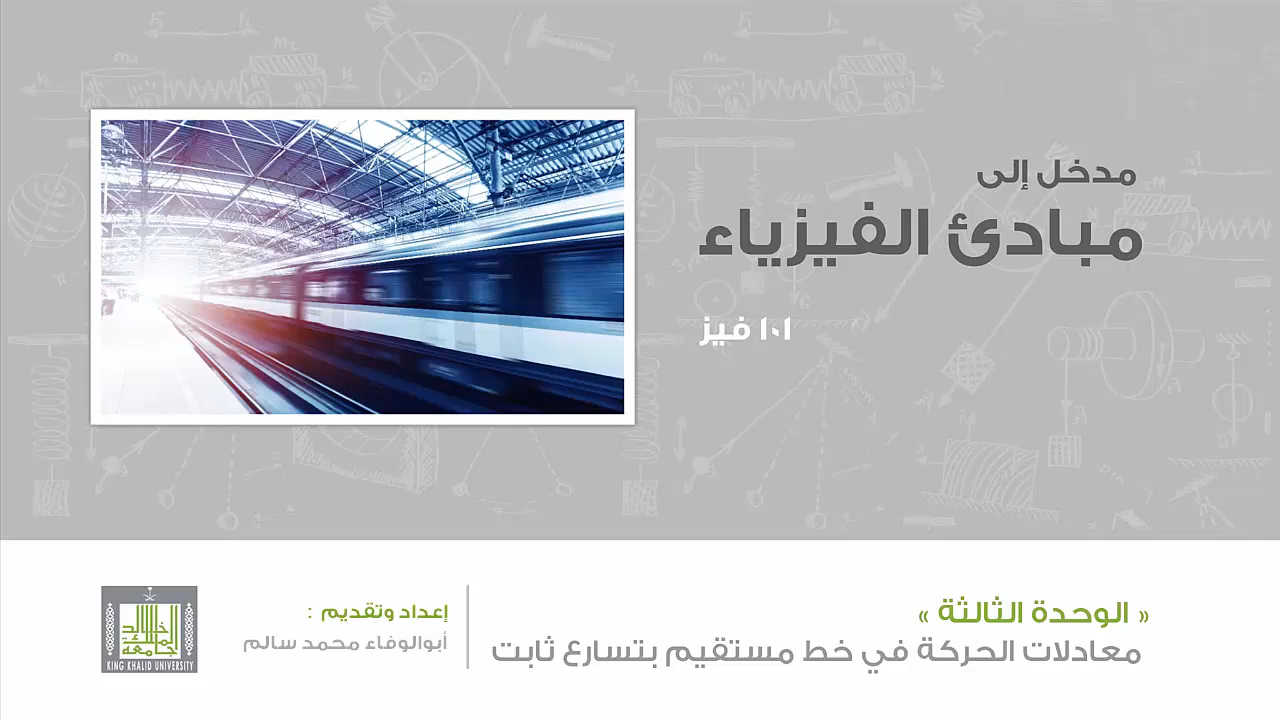 مدخل إلى
مبادئ الفيزياء
١٠١ فيز
« الوحدة الثالثة »
معادلات الحركة في خط مستقيم بتسارع ثابت
إعداد وتقديم :
أبوالوفاء محمد سالم
KING KHALID UNIVERSITY